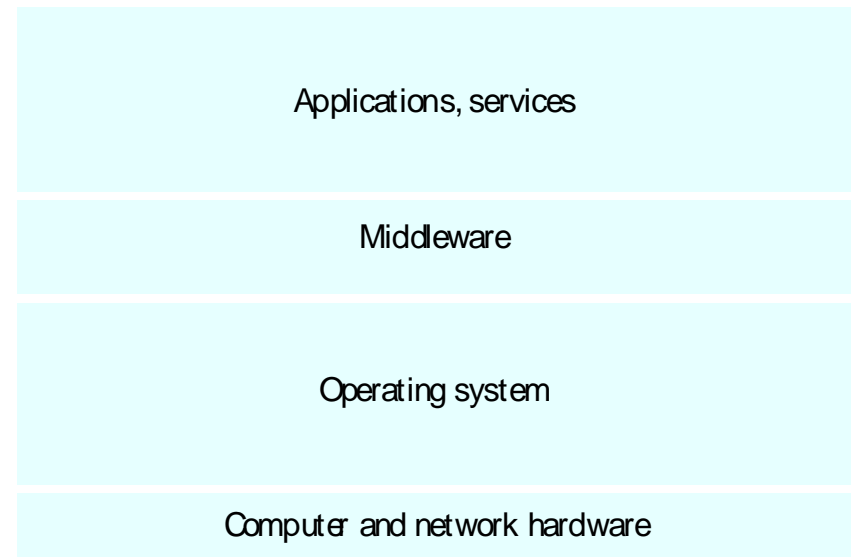 Applications, services
Middleware
Operating system
Computer and network hardware